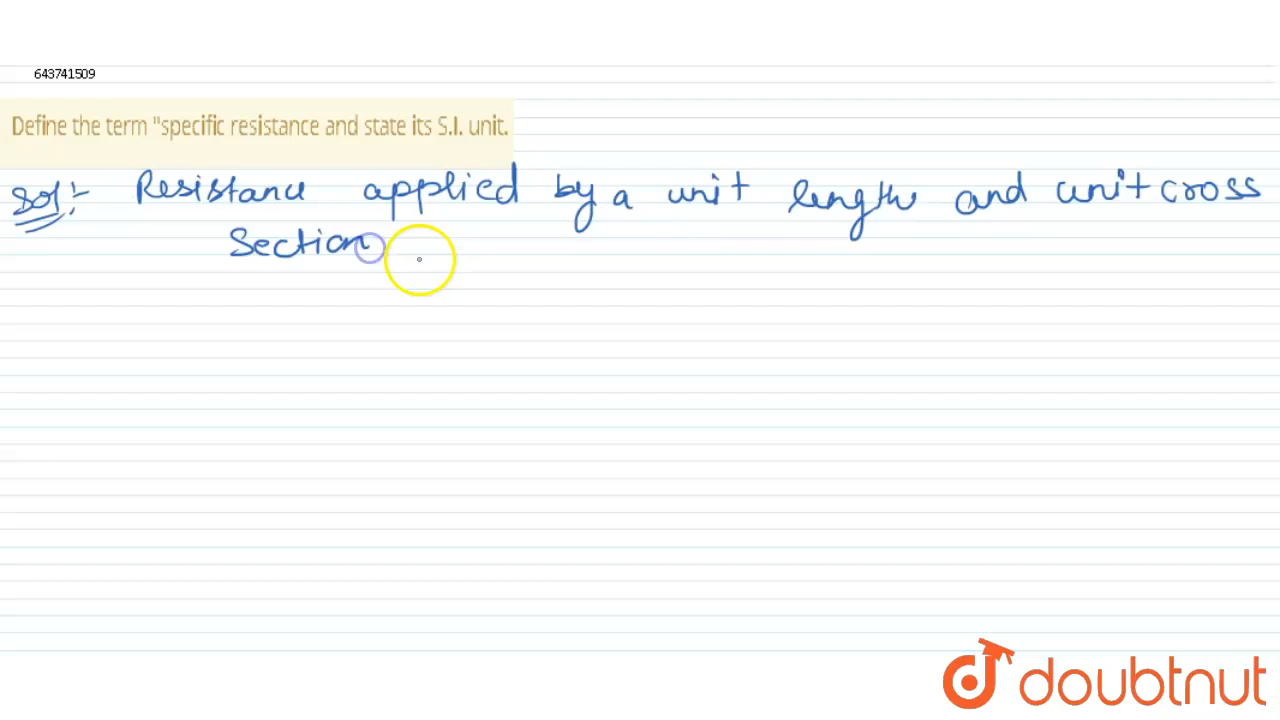 643741509
Define the term "specific resistance and state its S.I. unit.
Sol:- Resistance applied by a unit length and unit cross
Section
doubtnut